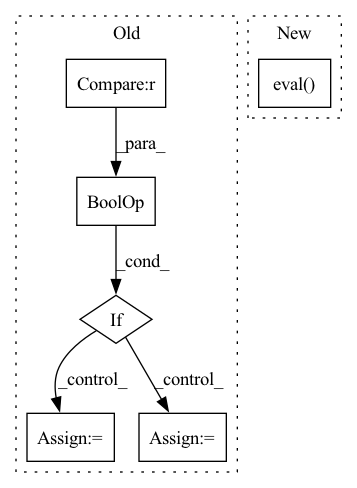 Old
New
Compare:r
eval()
_para_
BoolOp
_cond_
If
_control_
_control_
Assign:=
Assign:=